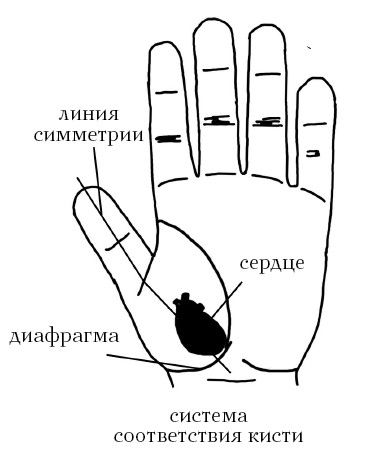 линия
симметрии
сердце
диафрагма
система
соответствия кисти